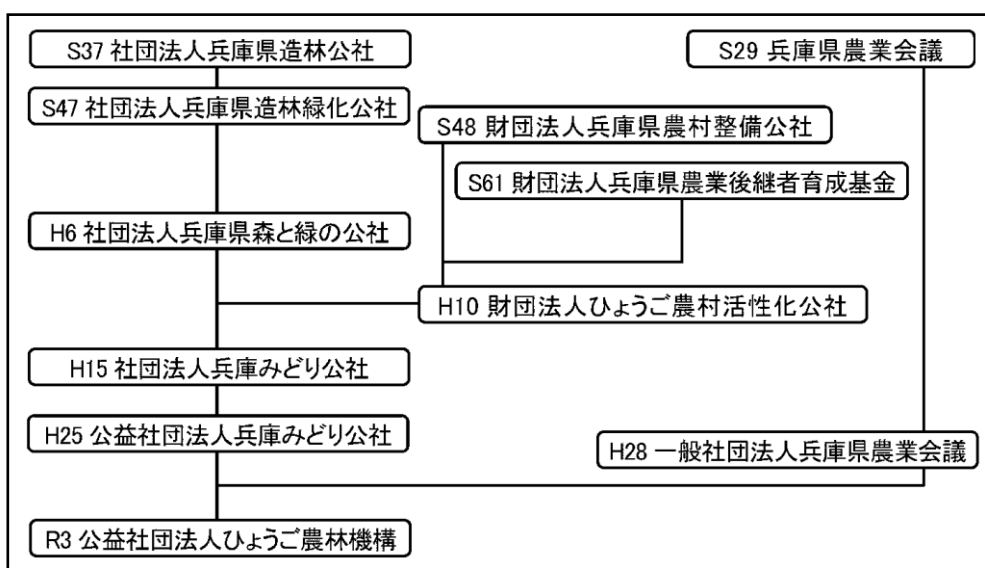 S37 社団法人兵庫県造林公社
S29 兵庫県農業会議
S47 社団法人兵庫県造林緑化公社
S48 財団法人兵庫県農村整備公社
S61 財団法人兵庫県農業後継者育成基金
H6 社団法人兵庫県森と緑の公社
H10 財団法人ひょうご農村活性化公社
H15 社団法人兵庫みどり公社
H25 公益社団法人兵庫みどり公社
H28 一般社団法人兵庫県農業会議
R3 公益社団法人ひょうご農林機構